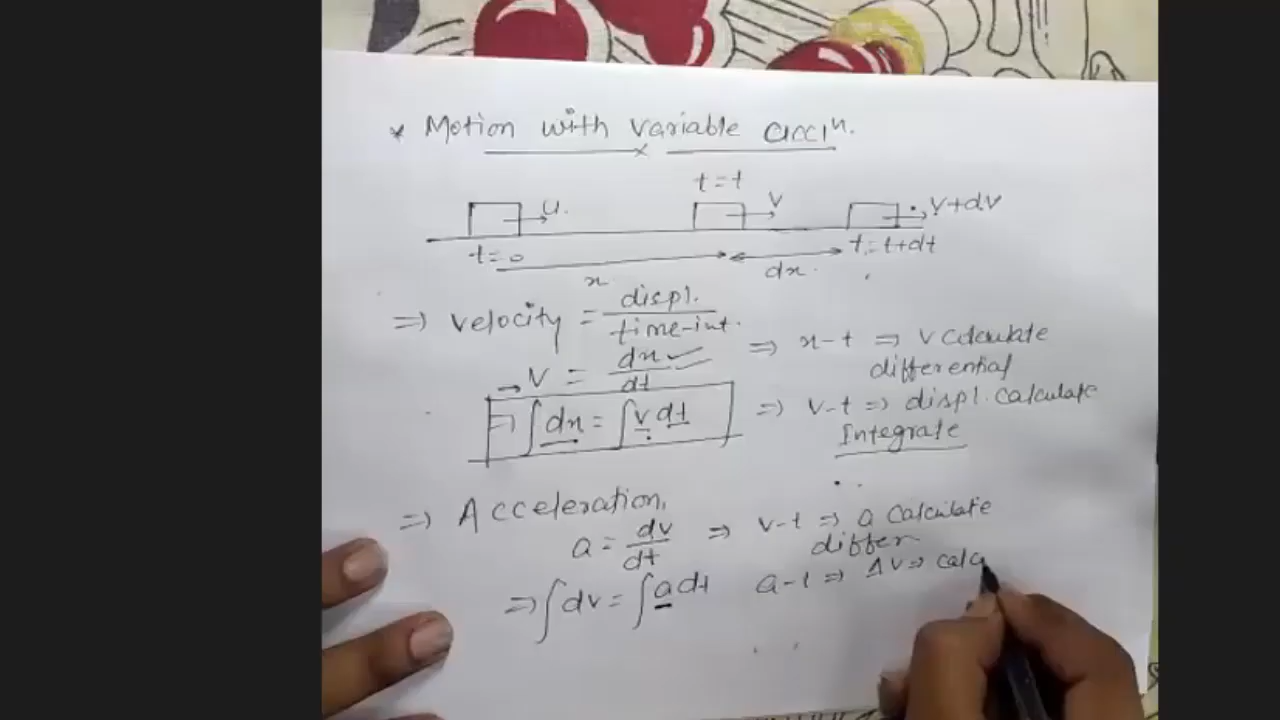 * Motion with variable accⁿ.
t=t
u. v v+dv
t=0 t=t+dt
x dx.
⇒ velocity = displ. / time-int.
→ v = dx/dt ✓ ⇒ x-t ⇒ v calculate
differential
⇒ ∫dx = ∫v dt ⇒ v-t ⇒ displ. calculate
Integrate
⇒ Acceleration,
a = dv/dt ⇒ v-t ⇒ a calculate
differ
⇒ ∫dv = ∫a dt a-t ⇒ Δv ⇒ calc